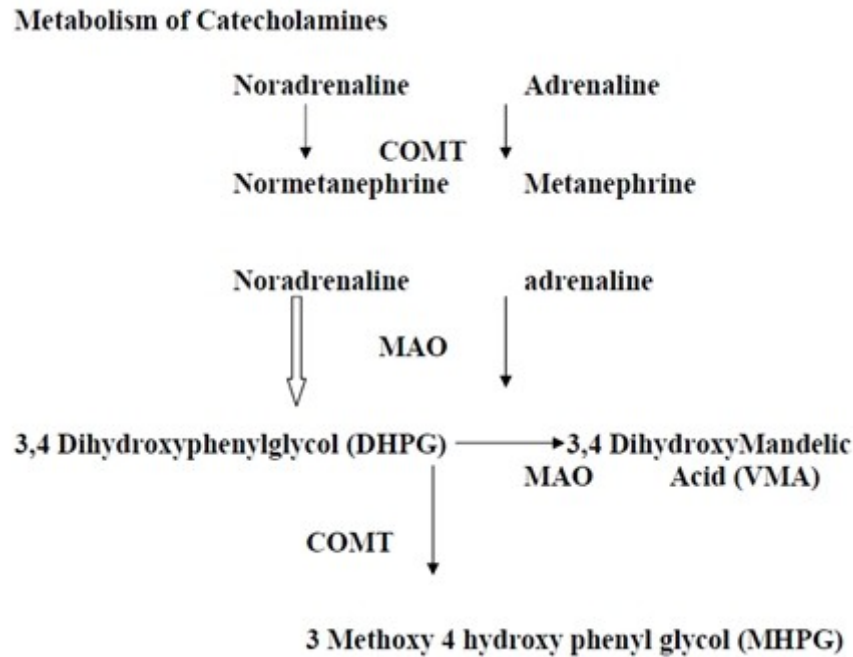 Metabolism of Catecholamines
Noradrenaline Adrenaline
COMT
Normetanephrine Metanephrine
Noradrenaline adrenaline
MAO
3,4 Dihydroxyphenylglycol (DHPG) 3,4 DihydroxyMandelic
MAO Acid (VMA)
COMT
3 Methoxy 4 hydroxy phenyl glycol (MHPG)